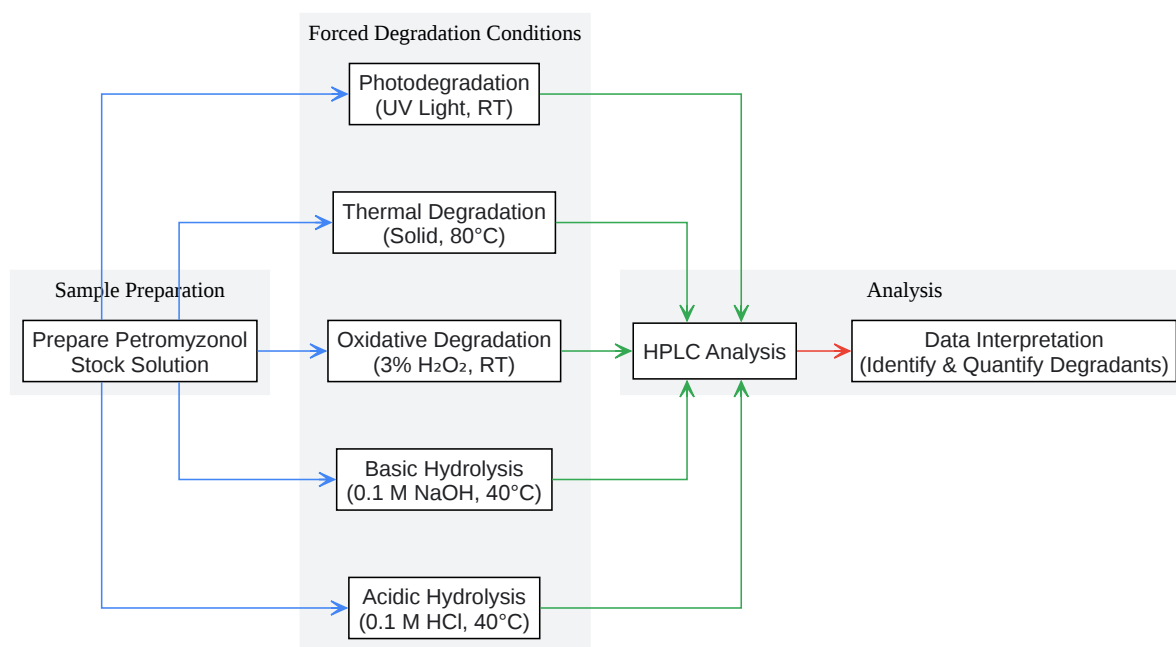 Forced Degradation Conditions
Photodegradation
(UV Light, RT)
Thermal Degradation
(Solid, 80°C)
Sample Preparation
Analysis
Prepare Petromyzonol
Stock Solution
Oxidative Degradation
(3% H₂O₂, RT)
HPLC Analysis
Data Interpretation
(Identify & Quantify Degradants)
Basic Hydrolysis
(0.1 M NaOH, 40°C)
Acidic Hydrolysis
(0.1 M HCl, 40°C)